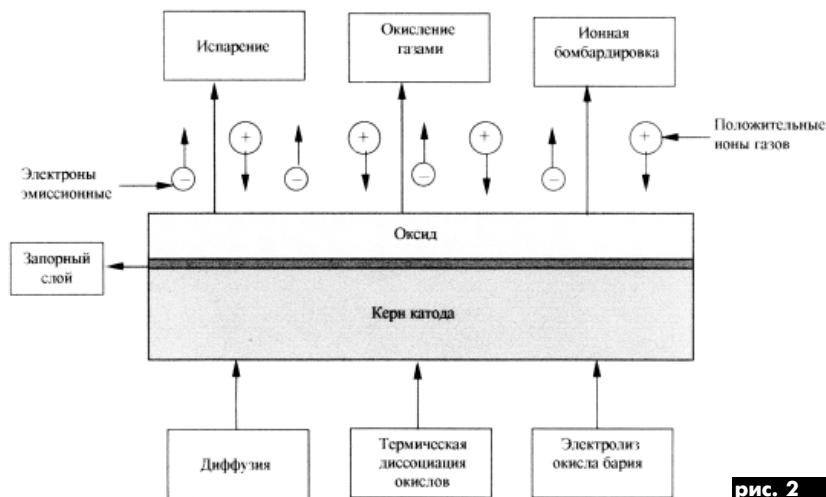 Испарение
Окисление
газами
Ионная
бомбардировка
Положительные
ионы газов
Электроны
эмиссионные
Оксид
Запорный
слой
Керн катода
Диффузия
Термическая
диссоциация
окислов
Электролиз
окисла бария
рис. 2